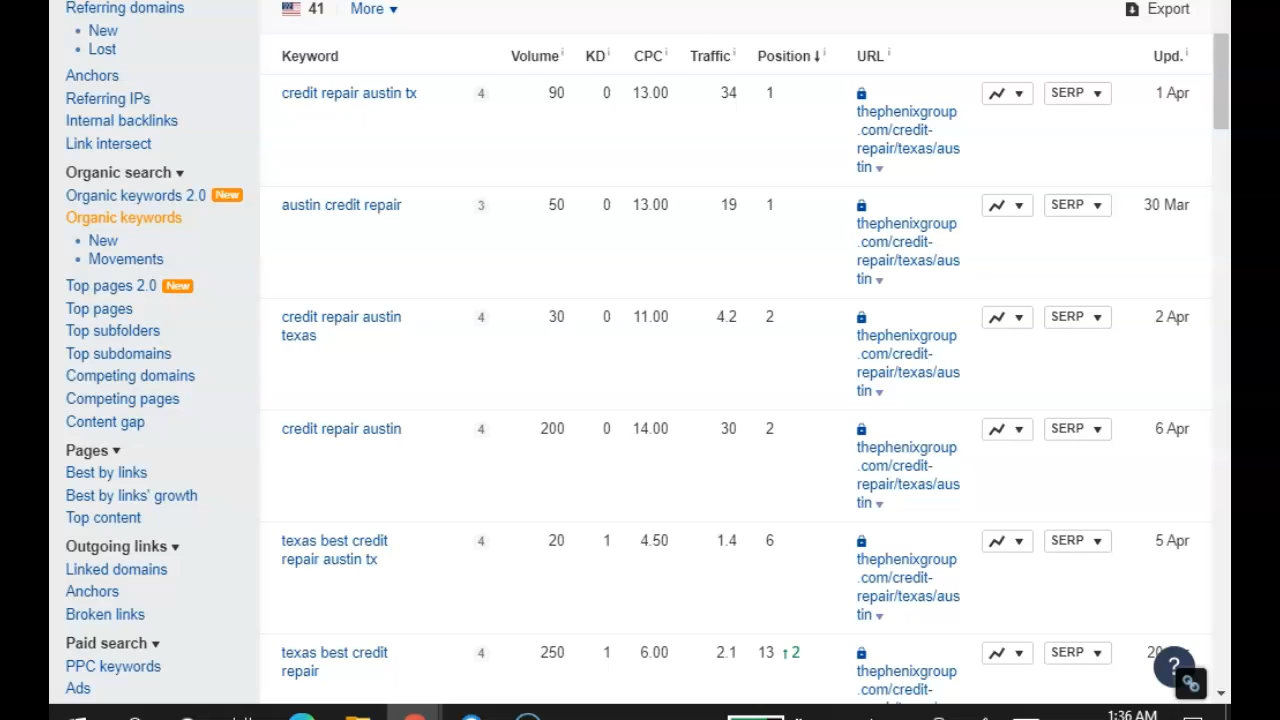 Referring domains
New
Lost
Anchors
Referring IPs
Internal backlinks
Link intersect
Organic search
Organic keywords 2.0 New
Organic keywords
New
Movements
Top pages 2.0 New
Top pages
Top subfolders
Top subdomains
Competing domains
Competing pages
Content gap
Pages
Best by links
Best by links' growth
Top content
Outgoing links
Linked domains
Anchors
Broken links
Paid search
PPC keywords
Ads
41 More Export
Keyword Volume i KD i CPC i Traffic i Position ↓ i URL i Upd. i
credit repair austin tx 4 90 0 13.00 34 1 SERP 1 Apr
thephenixgroup
.com/credit-
repair/texas/aus
tin
austin credit repair 3 50 0 13.00 19 1 SERP 30 Mar
thephenixgroup
.com/credit-
repair/texas/aus
tin
credit repair austin 4 30 0 11.00 4.2 2 SERP 2 Apr
texas
thephenixgroup
.com/credit-
repair/texas/aus
tin
credit repair austin 4 200 0 14.00 30 2 SERP 6 Apr
thephenixgroup
.com/credit-
repair/texas/aus
tin
texas best credit 4 20 1 4.50 1.4 6 SERP 5 Apr
repair austin tx
thephenixgroup
.com/credit-
repair/texas/aus
tin
texas best credit 4 250 1 6.00 2.1 13 ↑2 SERP
repair
thephenixgroup
.com/credit-
?
1:36 AM